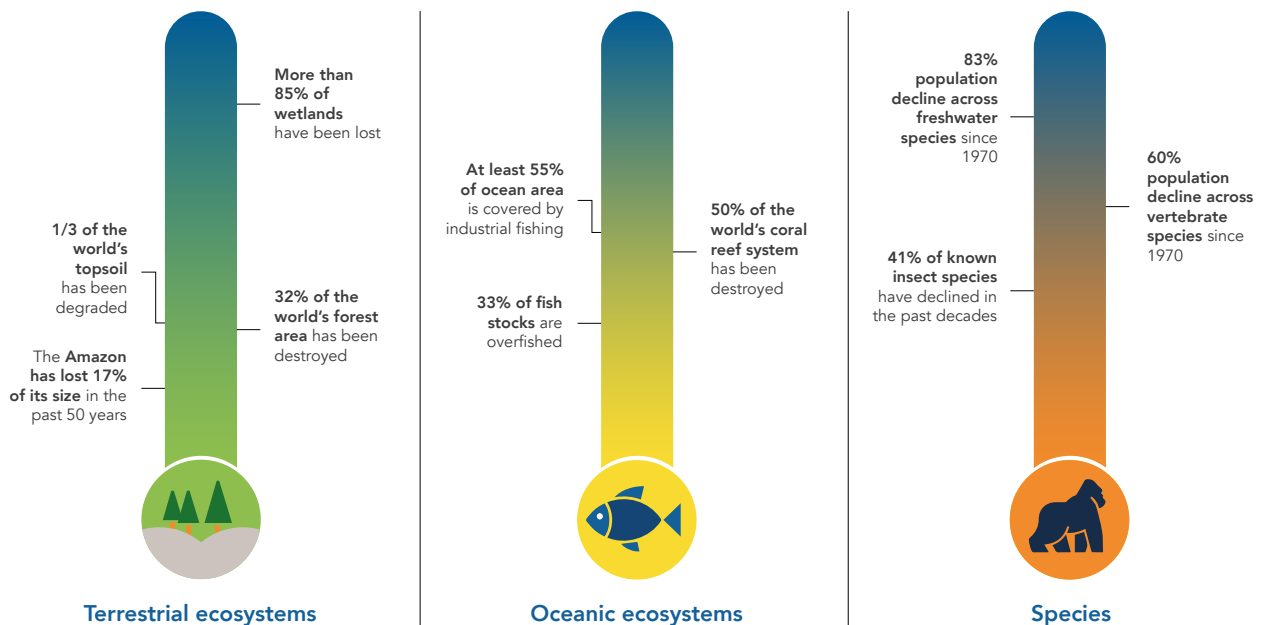 More than
85% of
wetlands
have been lost
1/3 of the
world's
topsoil
has been
degraded
32% of the
world's forest
area has been
destroyed
The Amazon
has lost 17%
of its size in the
past 50 years
Terrestrial ecosystems
At least 55%
of ocean area
is covered by
industrial fishing
50% of the
world's coral
reef system
has been
destroyed
33% of fish
stocks are
overfished
Oceanic ecosystems
83%
population
decline across
freshwater
species since
1970
60%
population
decline across
vertebrate
species since
1970
41% of known
insect species
have declined in
the past decades
Species